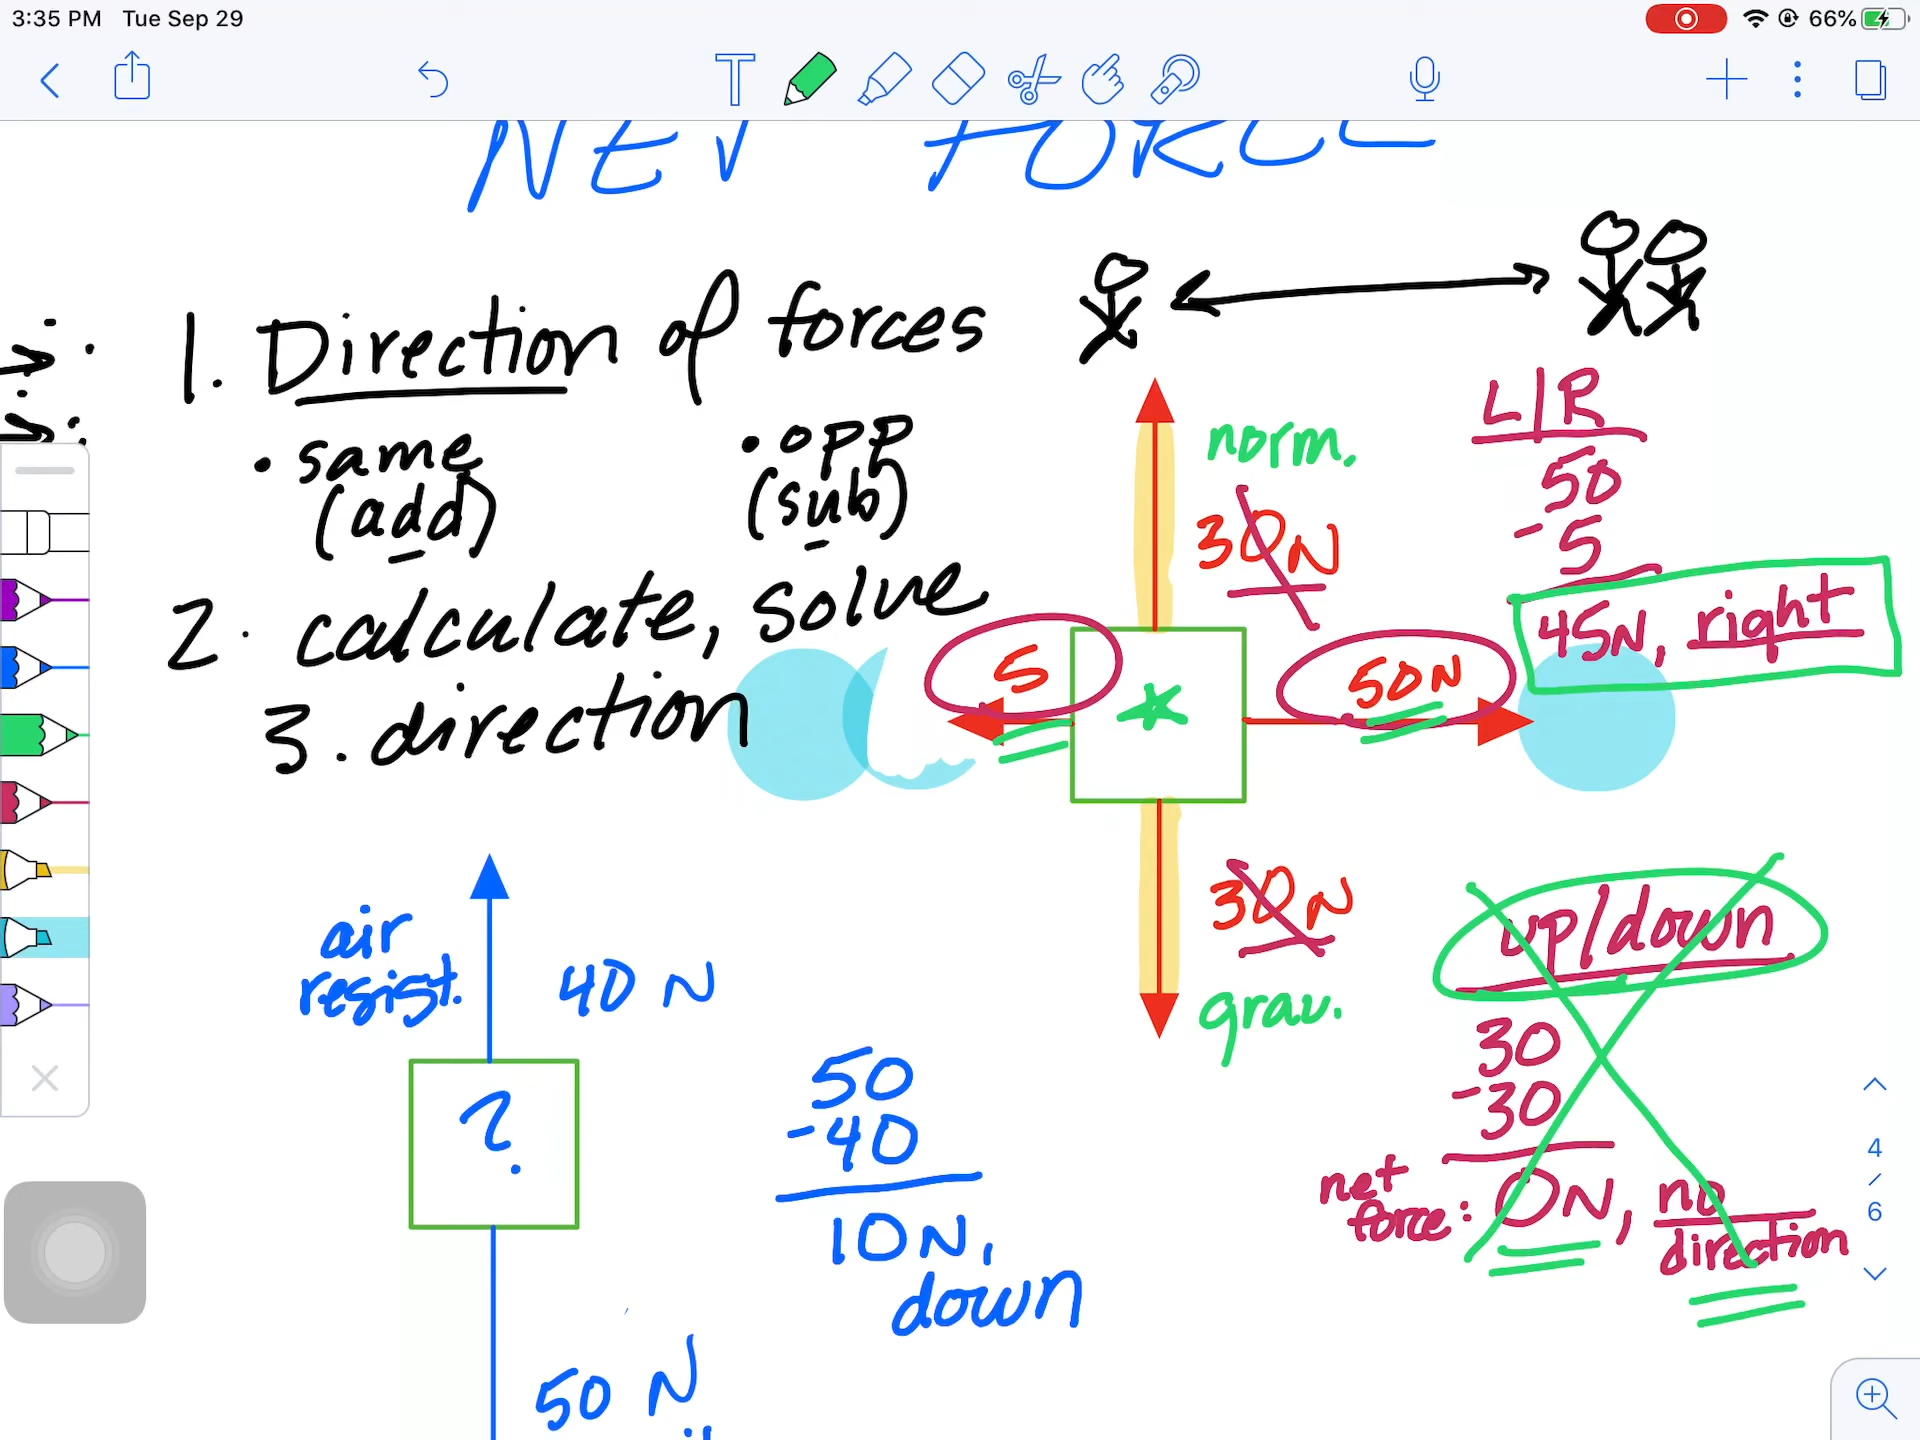 3:35 PM Tue Sep 29
66%
T
NET FORCE
1. Direction of forces
• same
(add)
• opp
(sub)
2. calculate, solve
3. direction
norm.
30N
5
50N
30N
grav.
L|R
50
-5
45N, right
up/down
30
-30
net force: 0N, no direction
air
resist.
40 N
?
50
-40
10N,
down
50 N
4
/
6